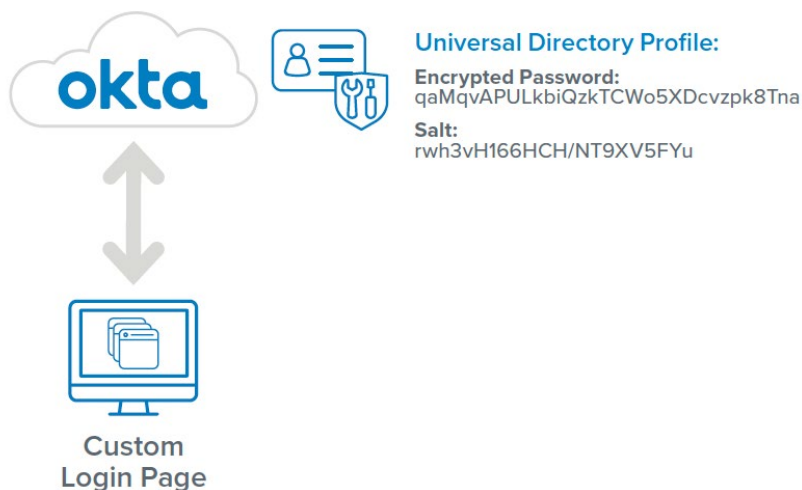 okta
Universal Directory Profile:
Encrypted Password:
qaMqvAPULkbiQzkTCWo5XDcvzpk8Tna
Salt:
rwh3vH166HCH/NT9XV5FYu
Custom
Login Page